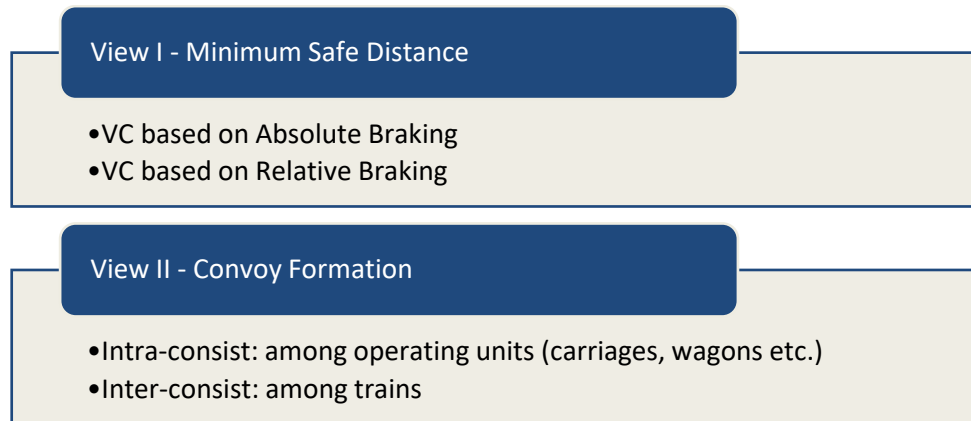 View I - Minimum Safe Distance
•VC based on Absolute Braking
•VC based on Relative Braking
View II - Convoy Formation
•Intra-consist: among operating units (carriages, wagons etc.)
•Inter-consist: among trains